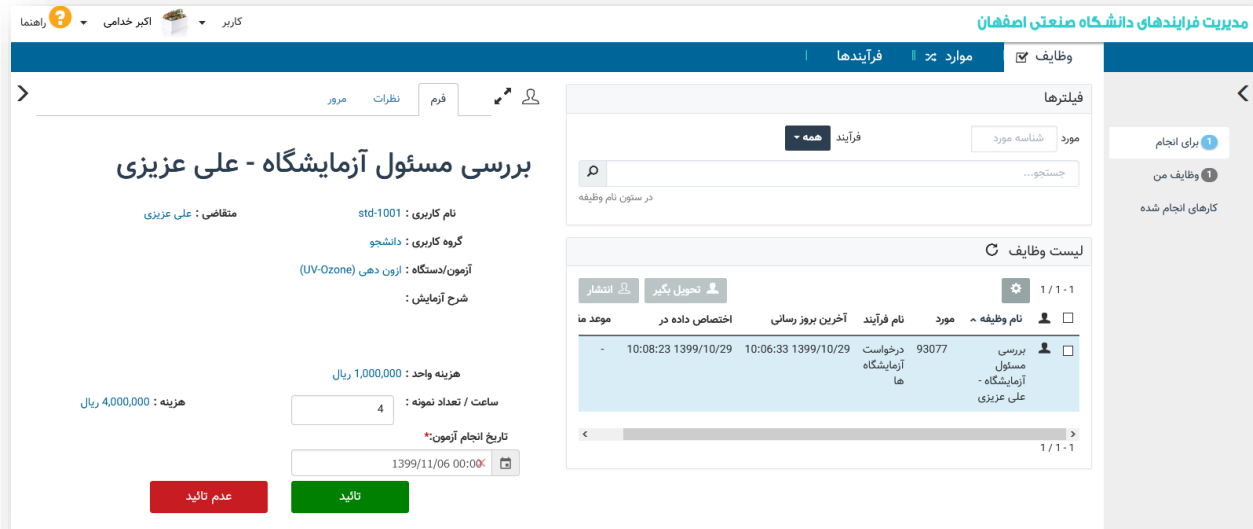 مدیریت فرایندهای دانشگاه صنعتی اصفهان
کاربر
اکبر خدامی
راهنما
وظایف
موارد
فرآیندها
1 برای انجام
1 وظایف من
کارهای انجام شده
فیلترها
مورد شناسه مورد فرآیند همه
جستجو...
در ستون نام وظیفه
لیست وظایف
1 - 1 / 1 تحویل بگیر انتشار
نام وظیفه مورد نام فرآیند آخرین بروز رسانی اختصاص داده در موعد
بررسی مسئول آزمایشگاه - علی عزیزی
93077
درخواست آزمایشگاه ها
1399/10/29 10:06:33
1399/10/29 10:08:23
-
1 - 1 / 1
فرم نظرات مرور
بررسی مسئول آزمایشگاه - علی عزیزی
نام کاربری : std-1001 متقاضی : علی عزیزی
گروه کاربری : دانشجو
آزمون/دستگاه : ازون دهی (UV-Ozone)
شرح آزمایش :
هزینه واحد : 1,000,000 ریال
ساعت / تعداد نمونه : 4 هزینه : 4,000,000 ریال
تاریخ انجام آزمون:*
1399/11/06 00:00
تائید عدم تائید